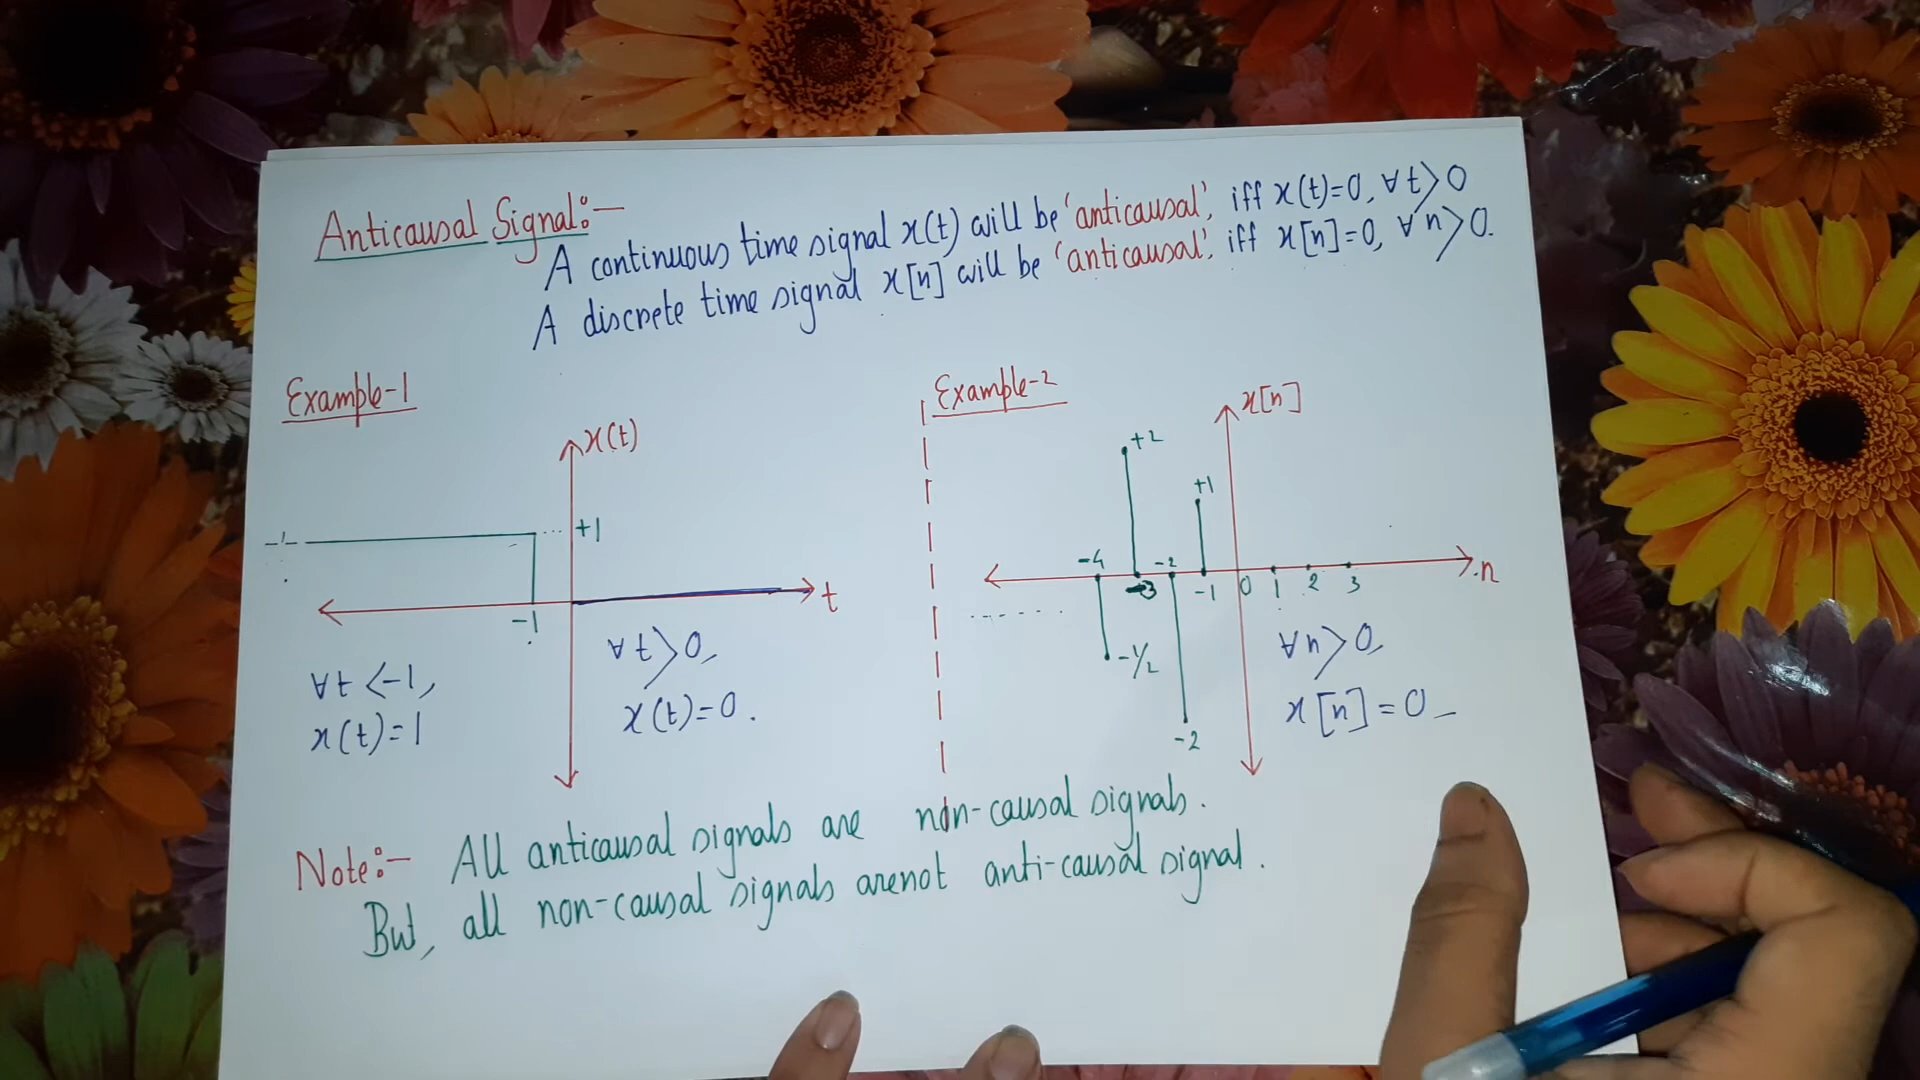 Anticausal Signal:-
A continuous time signal x(t) will be 'anticausal', iff x(t)=0, ∀ t>0
A discrete time signal x[n] will be 'anticausal', iff x[n]=0, ∀ n>0.
Example-1
x(t)
+1
t
-1
∀t <-1,
x(t)=1
∀ t>0,
x(t)=0.
Example-2
x[n]
+2
+1
-4
-2
-3
-1 0 1 2 3
n
-1/2
-2
∀n>0,
x[n]=0
Note:- All anticausal signals are non-causal signals.
But, all non-causal signals are not anti-causal signal.